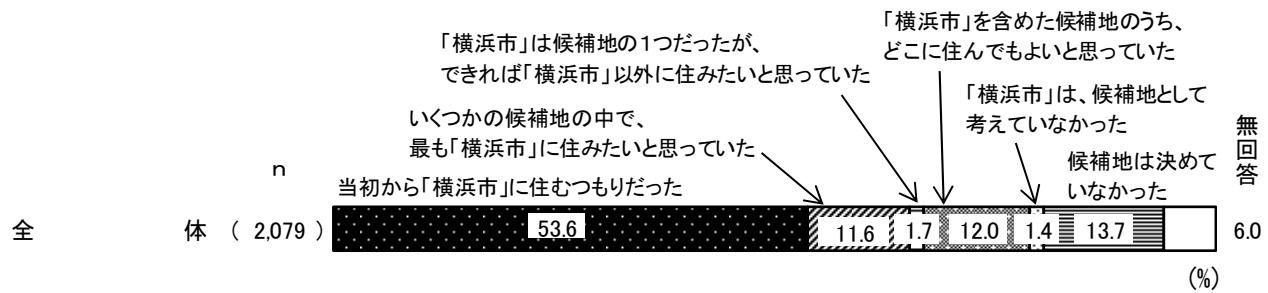 「横浜市」を含めた候補地のうち、
どこに住んでもよいと思っていた
「横浜市」は候補地の１つだったが、
できれば「横浜市」以外に住みたいと思っていた
「横浜市」は、候補地として
考えていなかった
いくつかの候補地の中で、
最も「横浜市」に住みたいと思っていた
候補地は決めて
いなかった
無回答
ｎ
当初から「横浜市」に住むつもりだった
全体 （ 2,079 ） 53.6 11.6 1.7 12.0 1.4 13.7 6.0
(%)